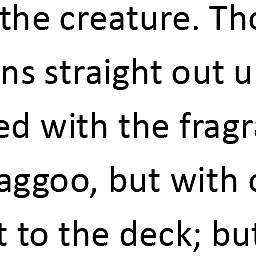 the creature. Tho
ns straight out u
ed with the fragra
aggoo, but with
t to the deck; but